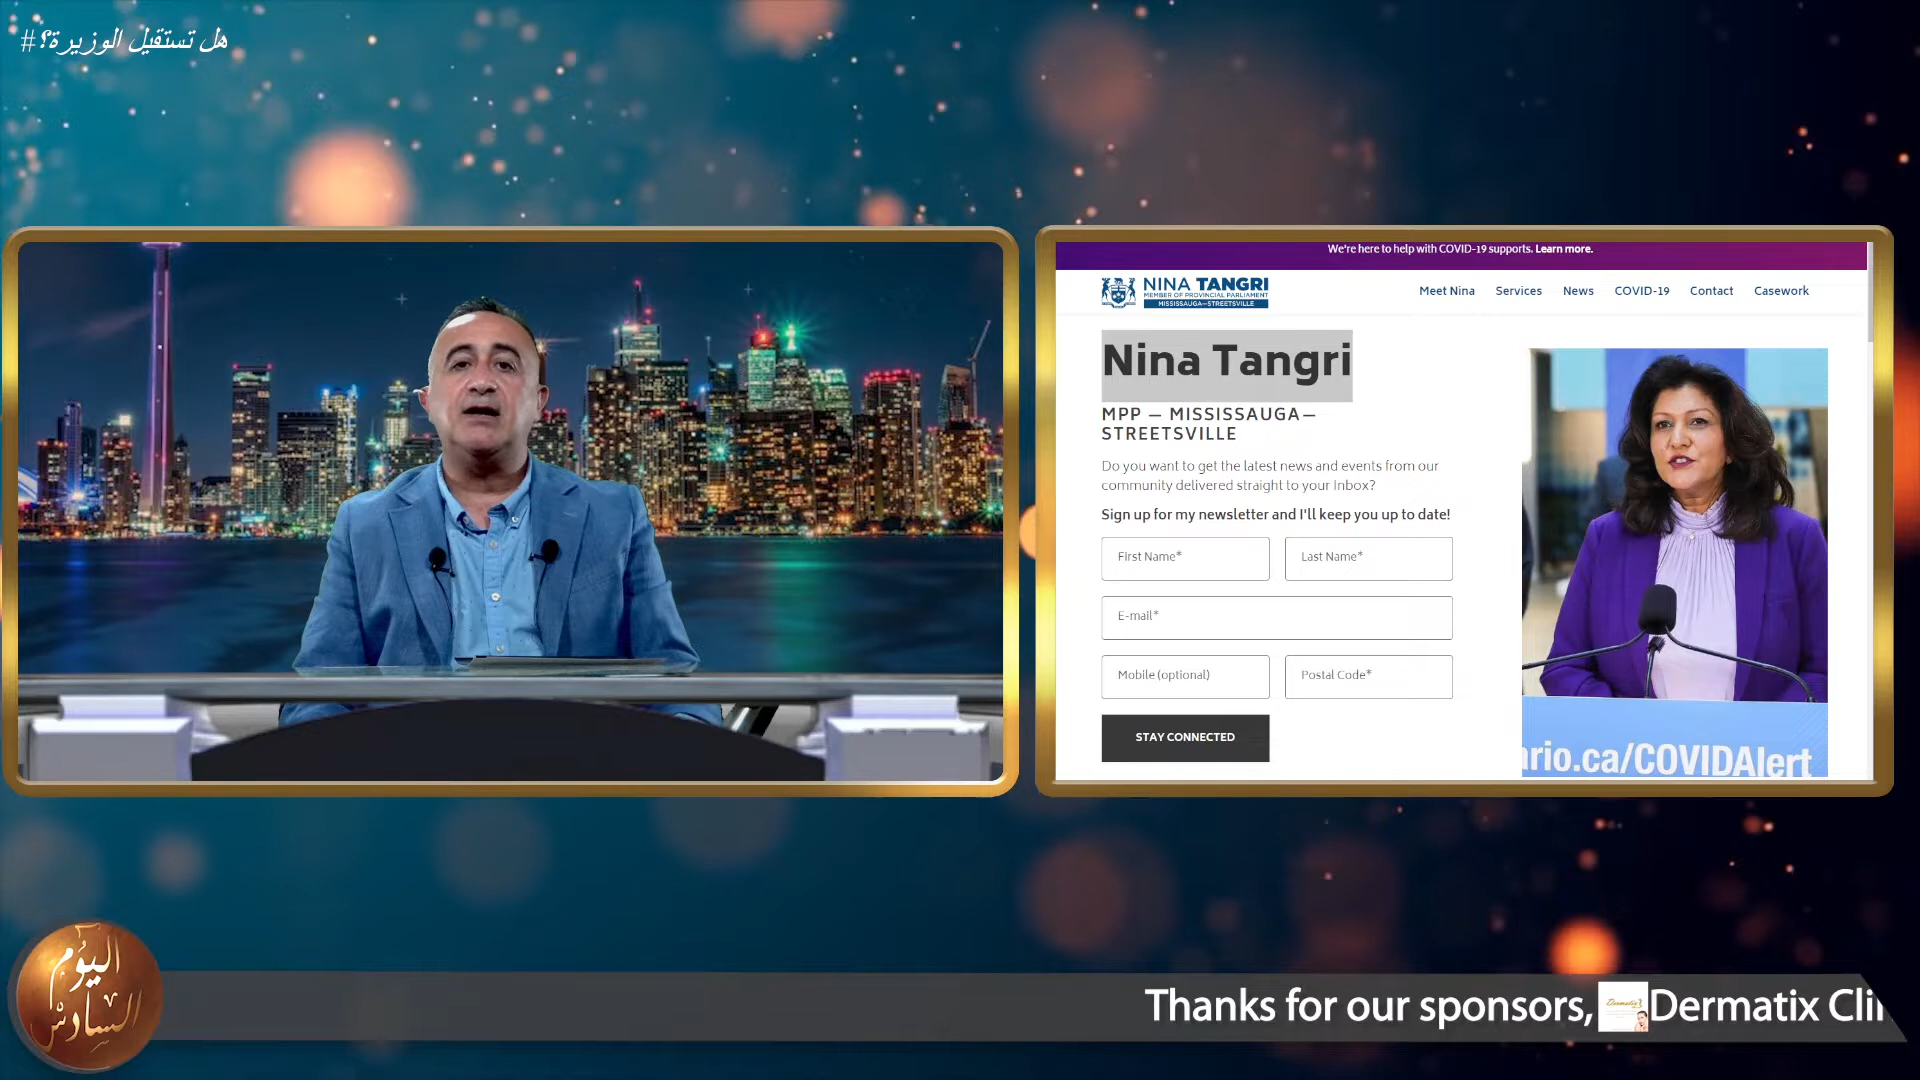 هل تستقيل الوزيرة؟#
We're here to help with COVID-19 supports. Learn more.
NINA TANGRI
MEMBER OF PROVINCIAL PARLIAMENT
MISSISSAUGA—STREETSVILLE
Meet Nina Services News COVID-19 Contact Casework
Nina Tangri
MPP — MISSISSAUGA—
STREETSVILLE
Do you want to get the latest news and events from our
community delivered straight to your Inbox?
Sign up for my newsletter and I'll keep you up to date!
First Name* Last Name*
E-mail*
Mobile (optional) Postal Code*
STAY CONNECTED
rio.ca/COVIDAlert
اليوم
السادس
Thanks for our sponsors, Dermatix Cli